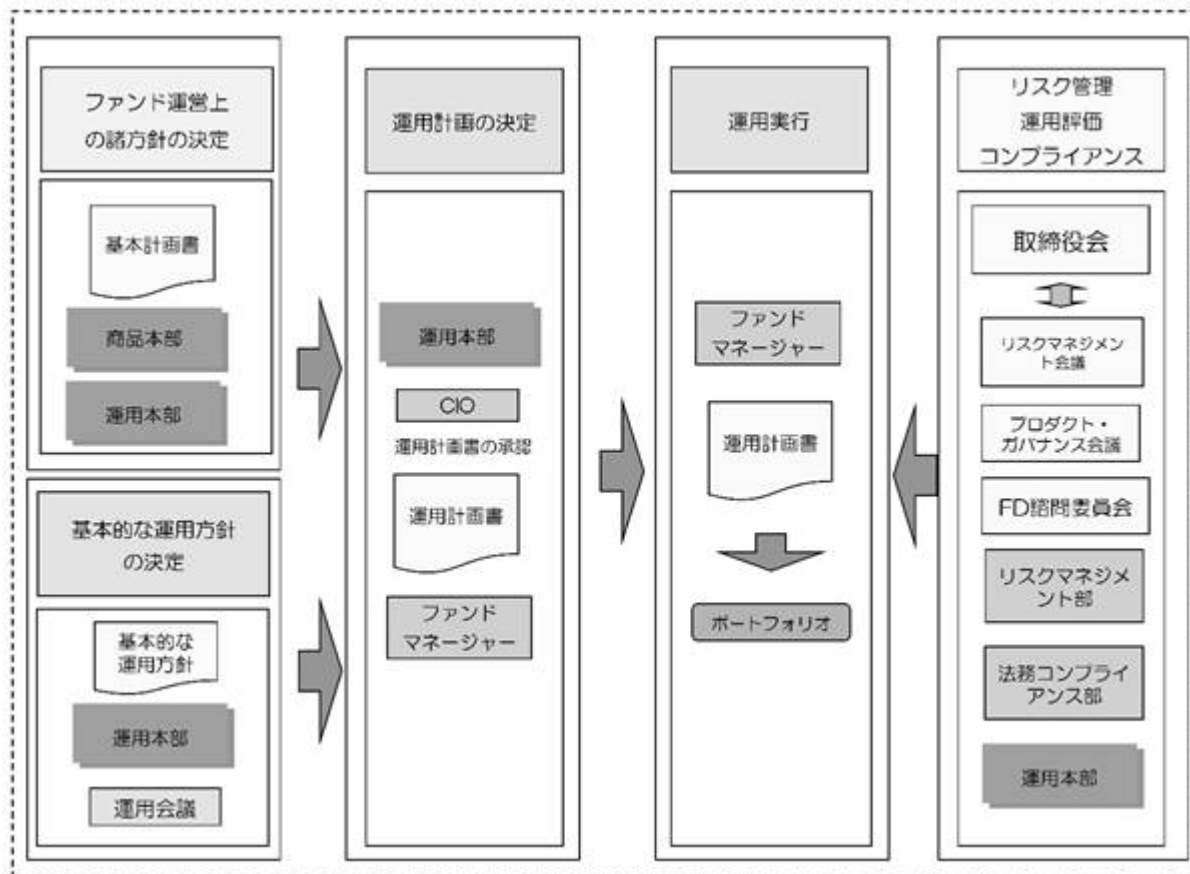 ファンド運営上
の諸方針の決定
基本計画書
商品本部
運用本部
基本的な運用方針
の決定
基本的な
運用方針
運用本部
運用会議
運用計画の決定
運用本部
CIO
運用計画書の承認
運用計画書
ファンド
マネージャー
運用実行
ファンド
マネージャー
運用計画書
ポートフォリオ
リスク管理
運用評価
コンプライアンス
取締役会
リスクマネジメン
ト会議
プロダクト・
ガバナンス会議
FD諮問委員会
リスクマネジメ
ント部
法務コンプライ
アンス部
運用本部